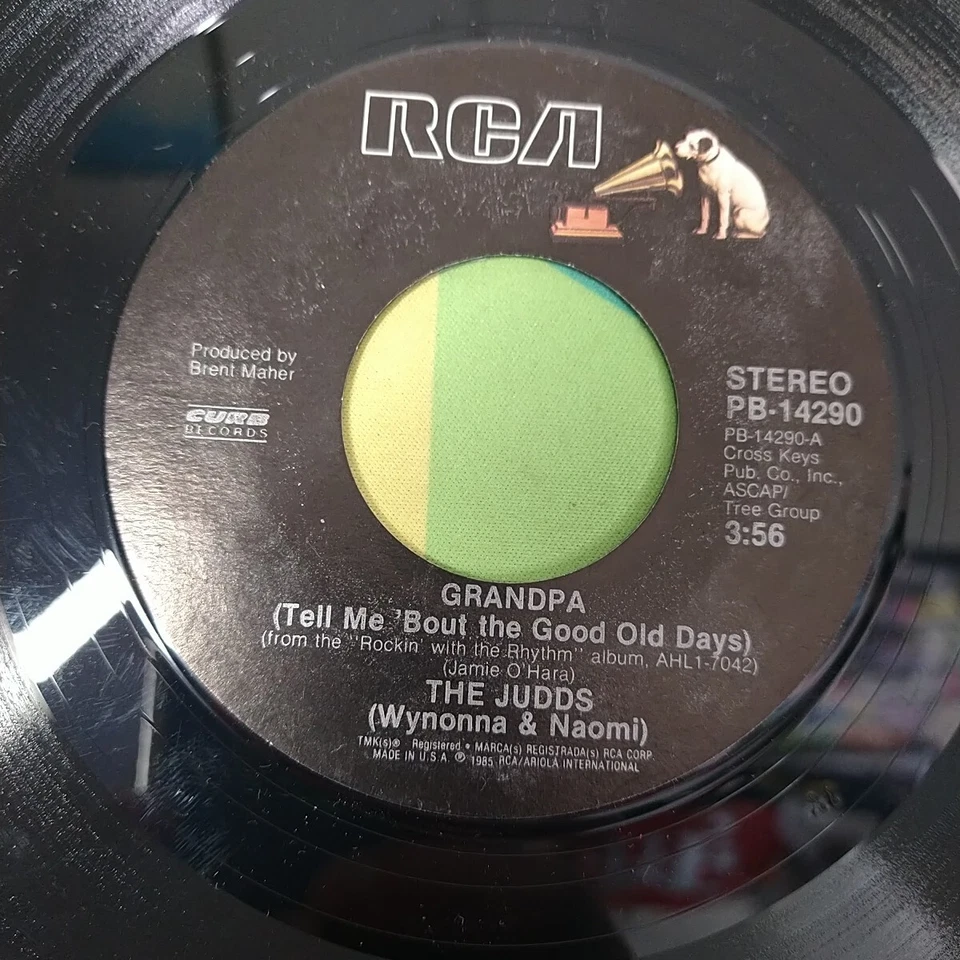 RCA
Produced by
Brent Maher
CURB
RECORDS
STEREO
PB-14290
PB-14290-A
Cross Keys
Pub. Co., Inc.,
ASCAP/
Tree Group
3:56
GRANDPA
(Tell Me 'Bout the Good Old Days)
(from the "Rockin' with the Rhythm" album, AHL1-7042)
(Jamie O'Hara)
THE JUDDS
(Wynonna & Naomi)
TMK(s)® Registered • MARCA(s) REGISTRADA(s) RCA CORP.
MADE IN U.S.A. ℗ 1985 RCA/ARIOLA INTERNATIONAL